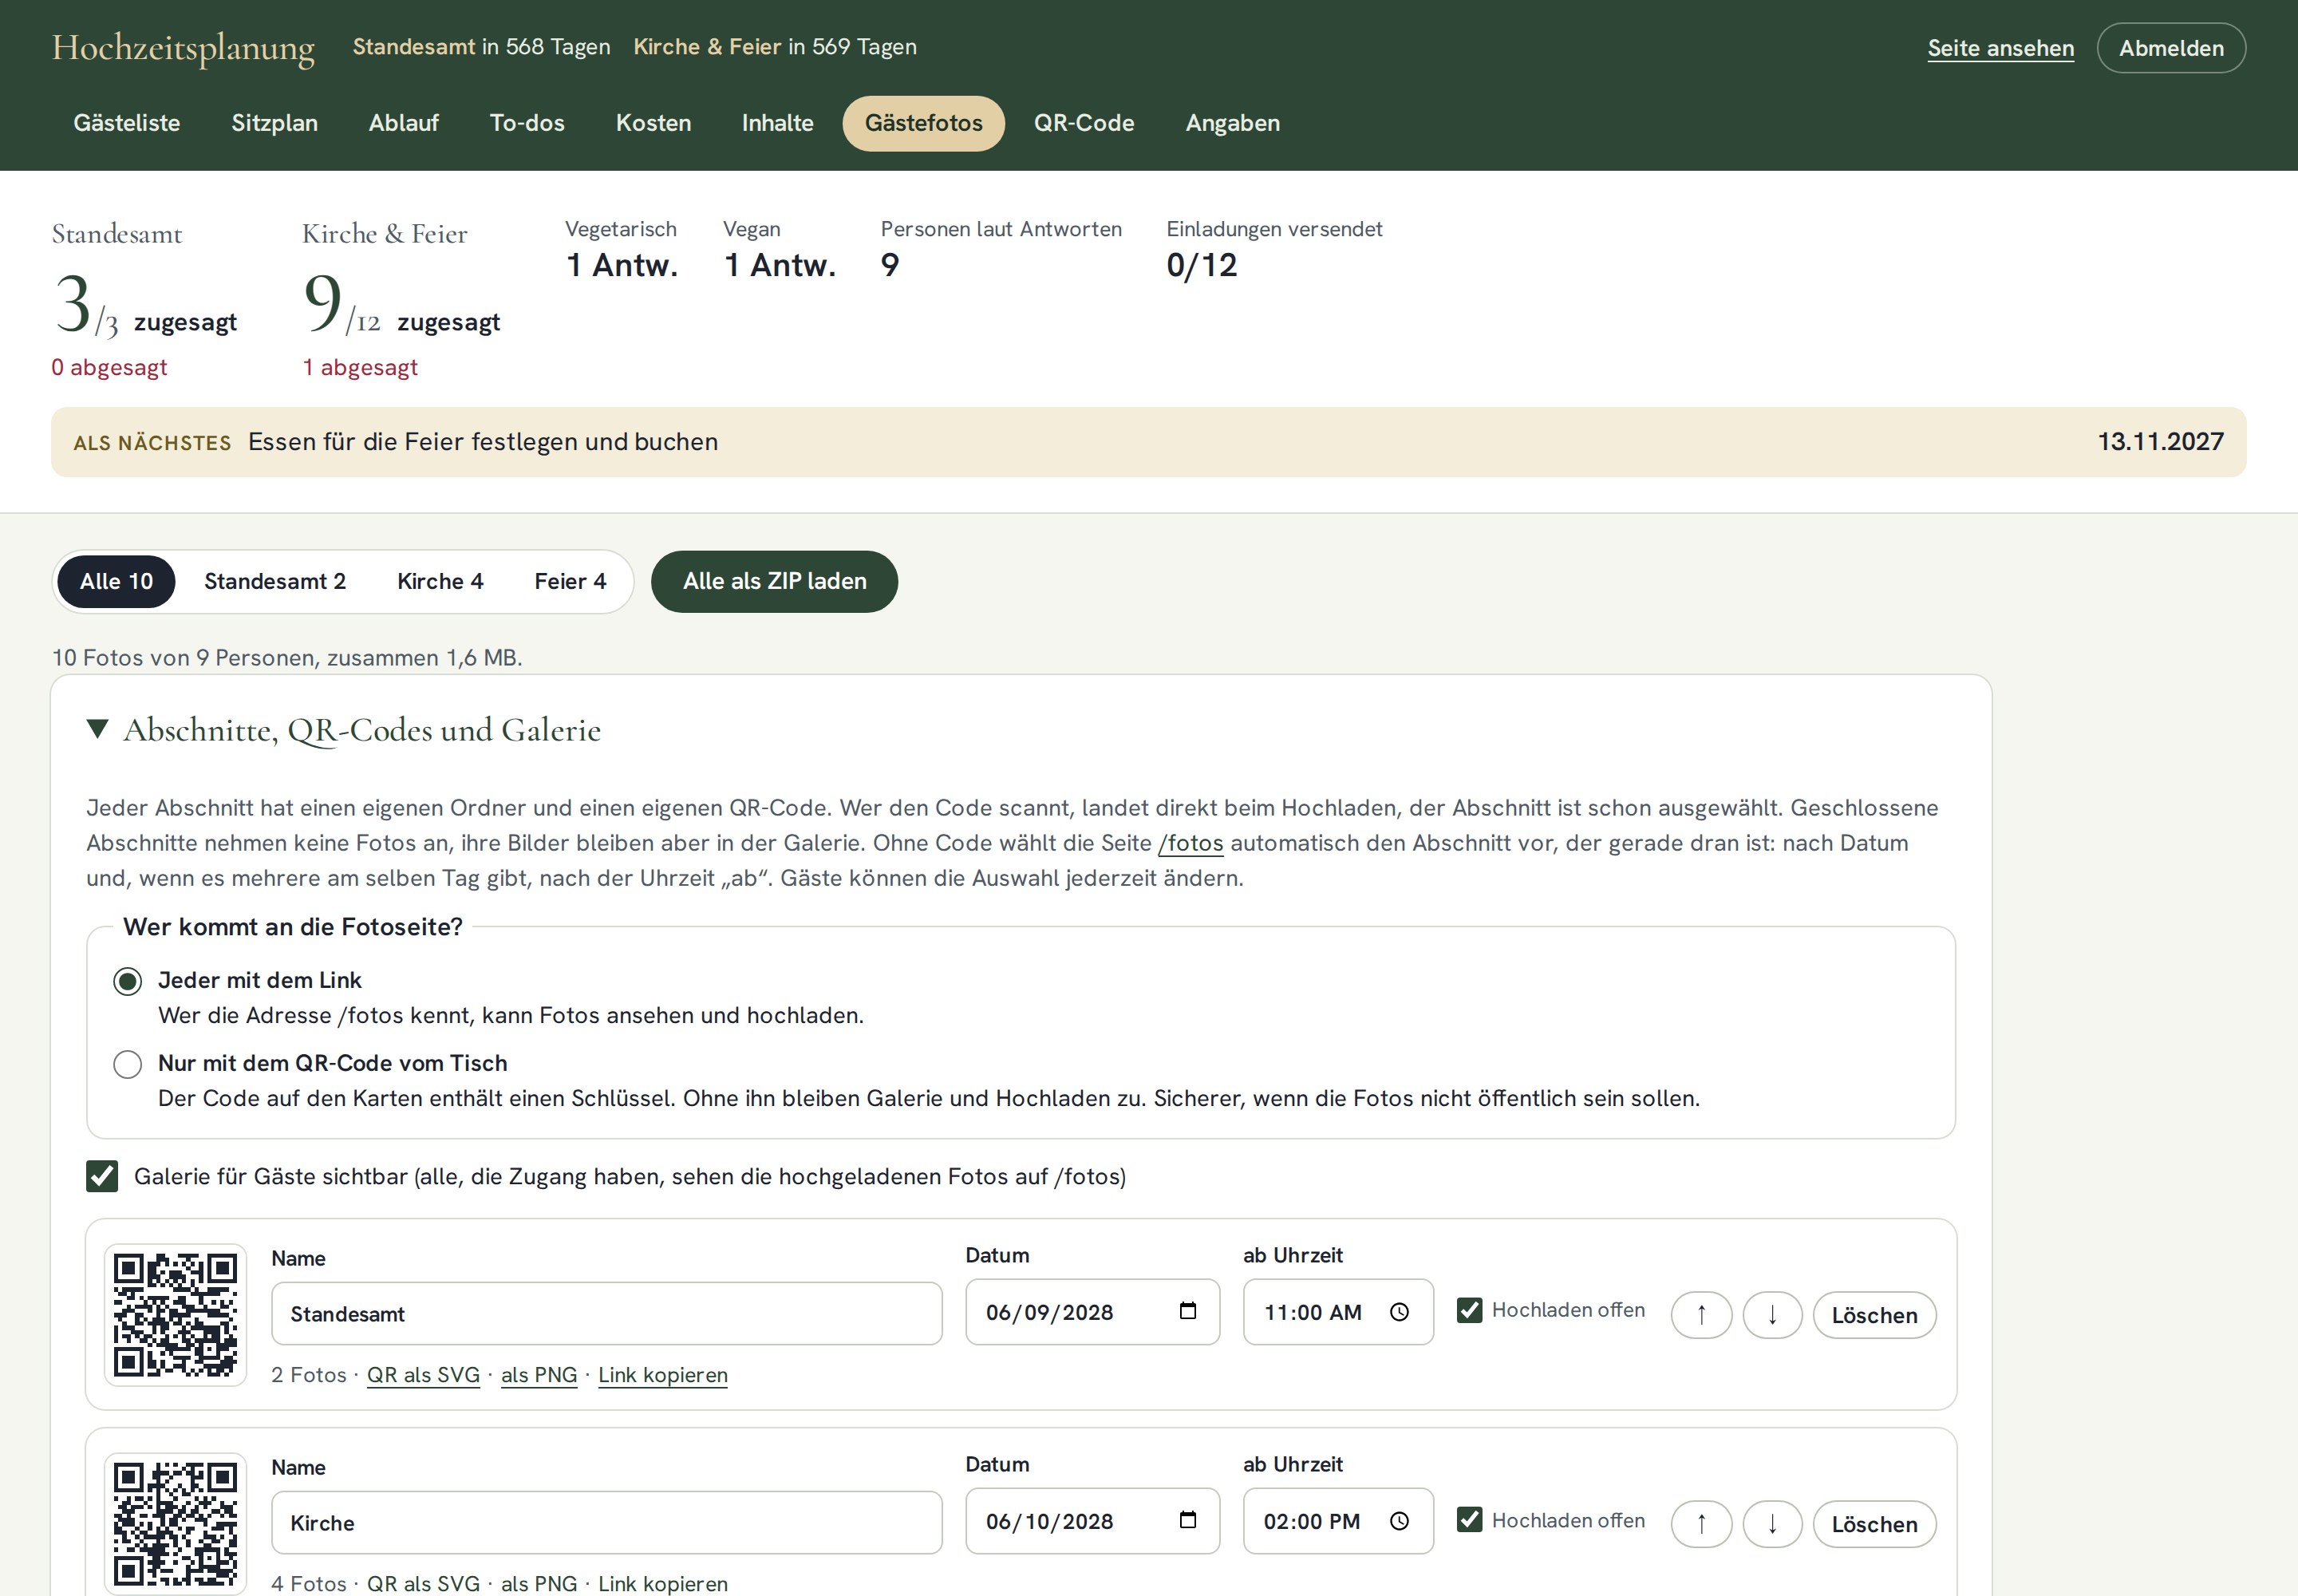 Hochzeitsplanung Standesamt in 568 Tagen Kirche & Feier in 569 Tagen Seite ansehen Abmelden
Gästeliste Sitzplan Ablauf To-dos Kosten Inhalte Gästefotos QR-Code Angaben
Standesamt Kirche & Feier Vegetarisch Vegan Personen laut Antworten Einladungen versendet
1 Antw. 1 Antw. 9 0/12
3/3 zugesagt 9/12 zugesagt
0 abgesagt 1 abgesagt
ALS NÄCHSTES Essen für die Feier festlegen und buchen 13.11.2027
Alle 10 Standesamt 2 Kirche 4 Feier 4 Alle als ZIP laden
10 Fotos von 9 Personen, zusammen 1,6 MB.
▼ Abschnitte, QR-Codes und Galerie
Jeder Abschnitt hat einen eigenen Ordner und einen eigenen QR-Code. Wer den Code scannt, landet direkt beim Hochladen, der Abschnitt ist schon ausgewählt. Geschlossene
Abschnitte nehmen keine Fotos an, ihre Bilder bleiben aber in der Galerie. Ohne Code wählt die Seite /fotos automatisch den Abschnitt vor, der gerade dran ist: nach Datum
und, wenn es mehrere am selben Tag gibt, nach der Uhrzeit „ab“. Gäste können die Auswahl jederzeit ändern.
Wer kommt an die Fotoseite?
Jeder mit dem Link
Wer die Adresse /fotos kennt, kann Fotos ansehen und hochladen.
Nur mit dem QR-Code vom Tisch
Der Code auf den Karten enthält einen Schlüssel. Ohne ihn bleiben Galerie und Hochladen zu. Sicherer, wenn die Fotos nicht öffentlich sein sollen.
Galerie für Gäste sichtbar (alle, die Zugang haben, sehen die hochgeladenen Fotos auf /fotos)
Name Datum ab Uhrzeit
Standesamt 06/09/2028 11:00 AM Hochladen offen ↑ ↓ Löschen
2 Fotos · QR als SVG · als PNG · Link kopieren
Name Datum ab Uhrzeit
Kirche 06/10/2028 02:00 PM Hochladen offen ↑ ↓ Löschen
4 Fotos · QR als SVG · als PNG · Link kopieren